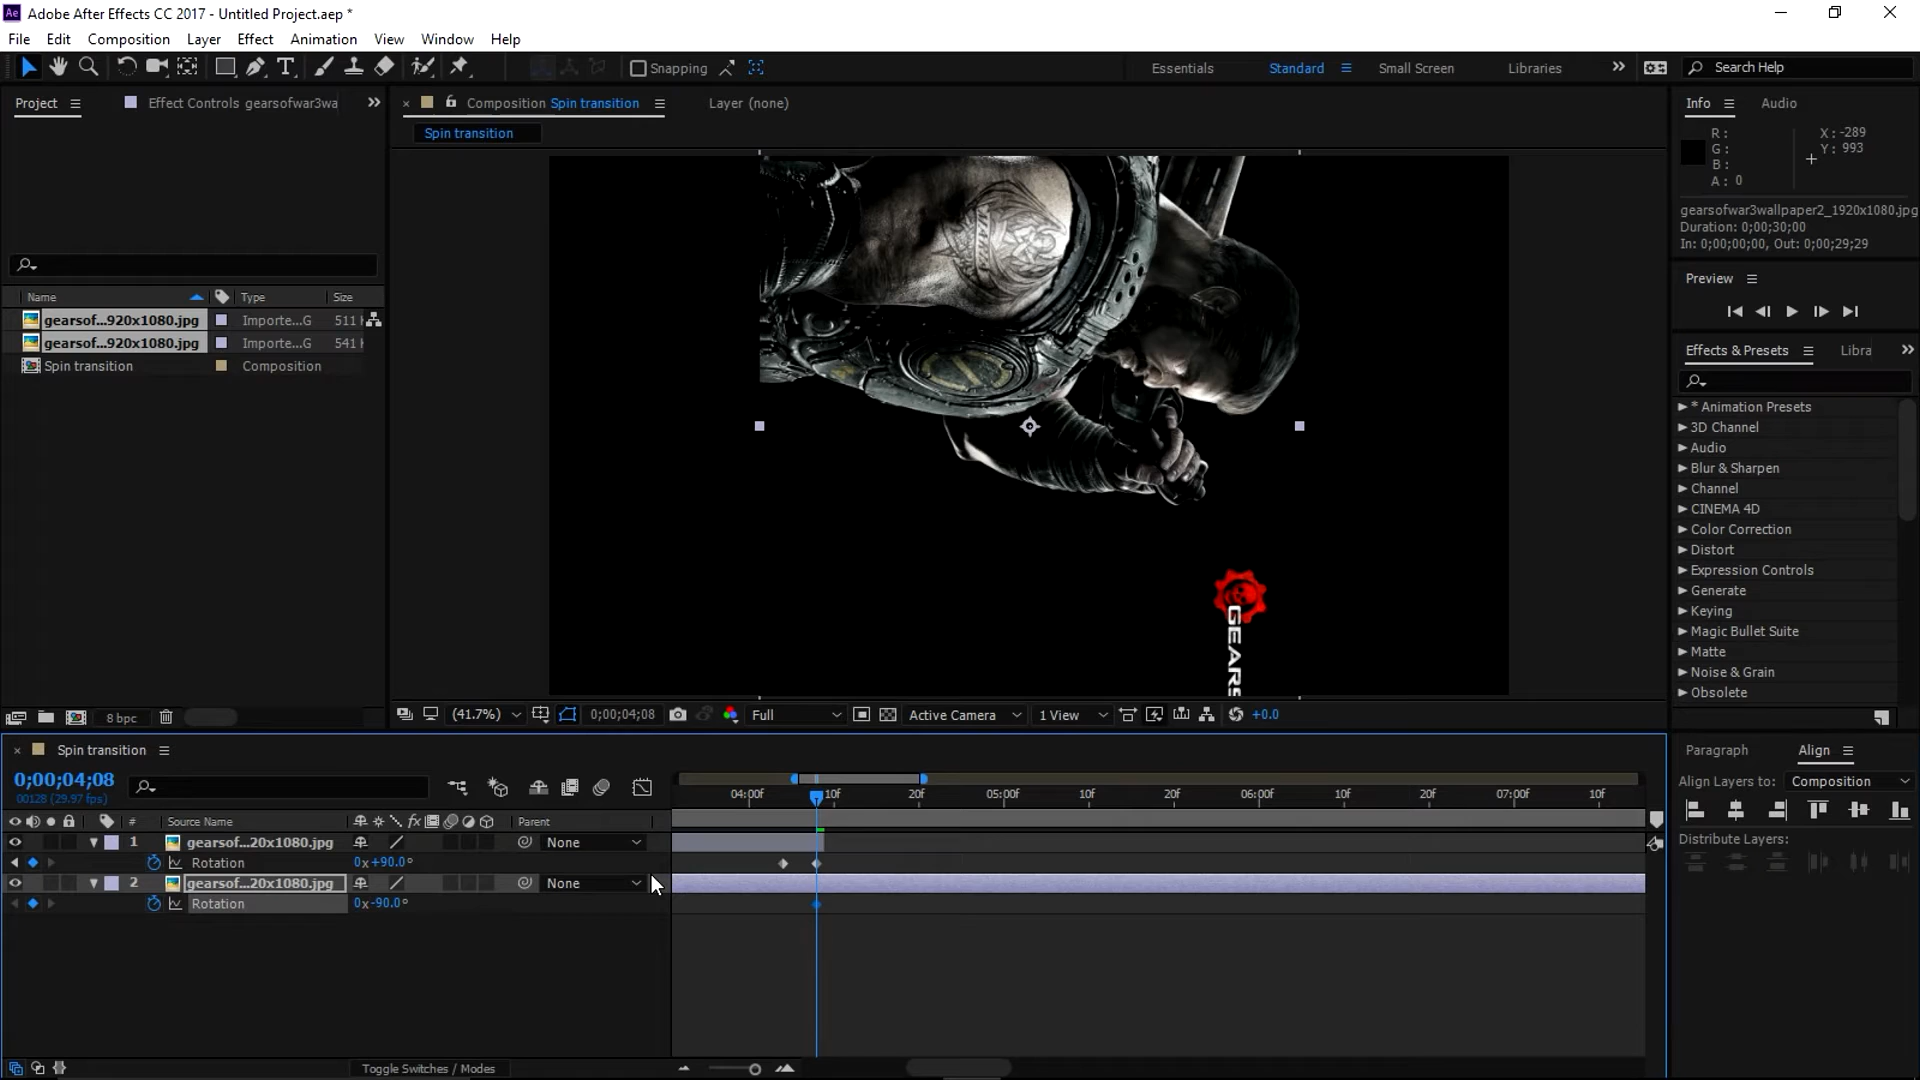 Adobe After Effects CC 2017 - Untitled Project.aep *
File Edit Composition Layer Effect Animation View Window Help
Snapping
Essentials Standard Small Screen Libraries Search Help
Project Effect Controls gearsofwar3wa
Composition Spin transition Layer (none)
Spin transition
Info Audio
R:
G:
B:
A: 0
X: -289
Y: 993
gearsofwar3wallpaper2_1920x1080.jpg
Duration: 0;00;30;00
In: 0;00;00;00, Out: 0;00;29;29
Preview
Effects & Presets Libra
* Animation Presets
3D Channel
Audio
Blur & Sharpen
Channel
CINEMA 4D
Color Correction
Distort
Expression Controls
Generate
Keying
Magic Bullet Suite
Matte
Noise & Grain
Obsolete
Name Type Size
gearsof...920x1080.jpg Importe...G 511
gearsof...920x1080.jpg Importe...G 541
Spin transition Composition
GEARS
8 bpc
(41.7%) 0;00;04;08 Full Active Camera 1 View +0.0
Spin transition
0;00;04;08
00128 (29.97 fps)
04:00f 10f 20f 05:00f 10f 20f 06:00f 10f 20f 07:00f 10f
# Source Name fx Parent
1 gearsof...20x1080.jpg None
Rotation 0x+90.0°
2 gearsof...20x1080.jpg None
Rotation 0x-90.0°
Toggle Switches / Modes
Paragraph Align
Align Layers to: Composition
Distribute Layers: